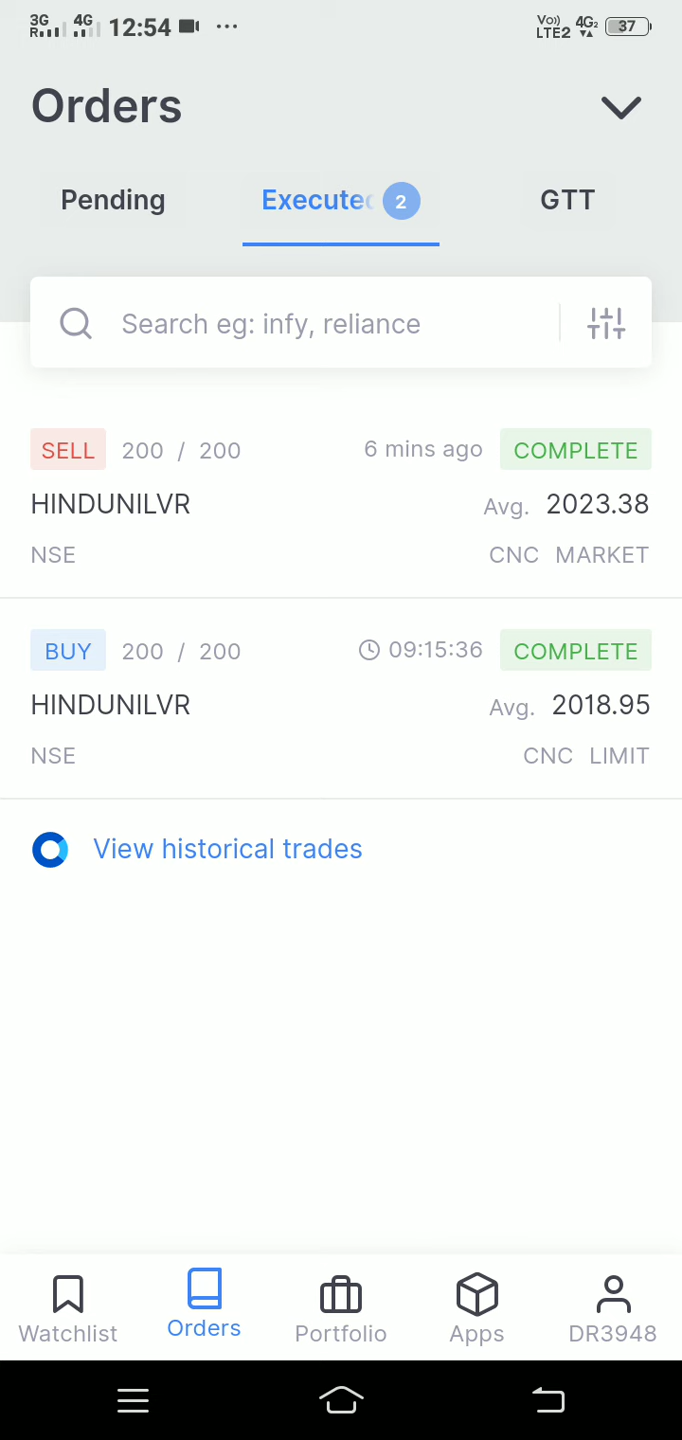 3G R 4G 12:54 ... Vo)) LTE2 4G2 37
Orders
Pending Executed 2 GTT
Search eg: infy, reliance
SELL 200 / 200 6 mins ago COMPLETE
HINDUNILVR Avg. 2023.38
NSE CNC MARKET
BUY 200 / 200 09:15:36 COMPLETE
HINDUNILVR Avg. 2018.95
NSE CNC LIMIT
View historical trades
Watchlist Orders Portfolio Apps DR3948